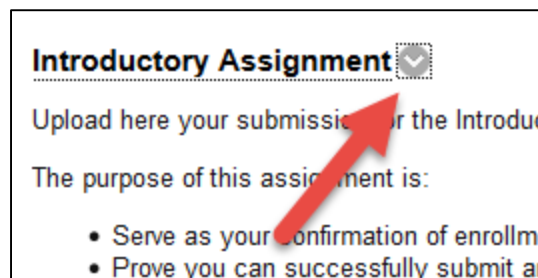 Introductory Assignment
Upload here your the
The purpose of this is:
• Serve as your of
• Prove you can successfully submit